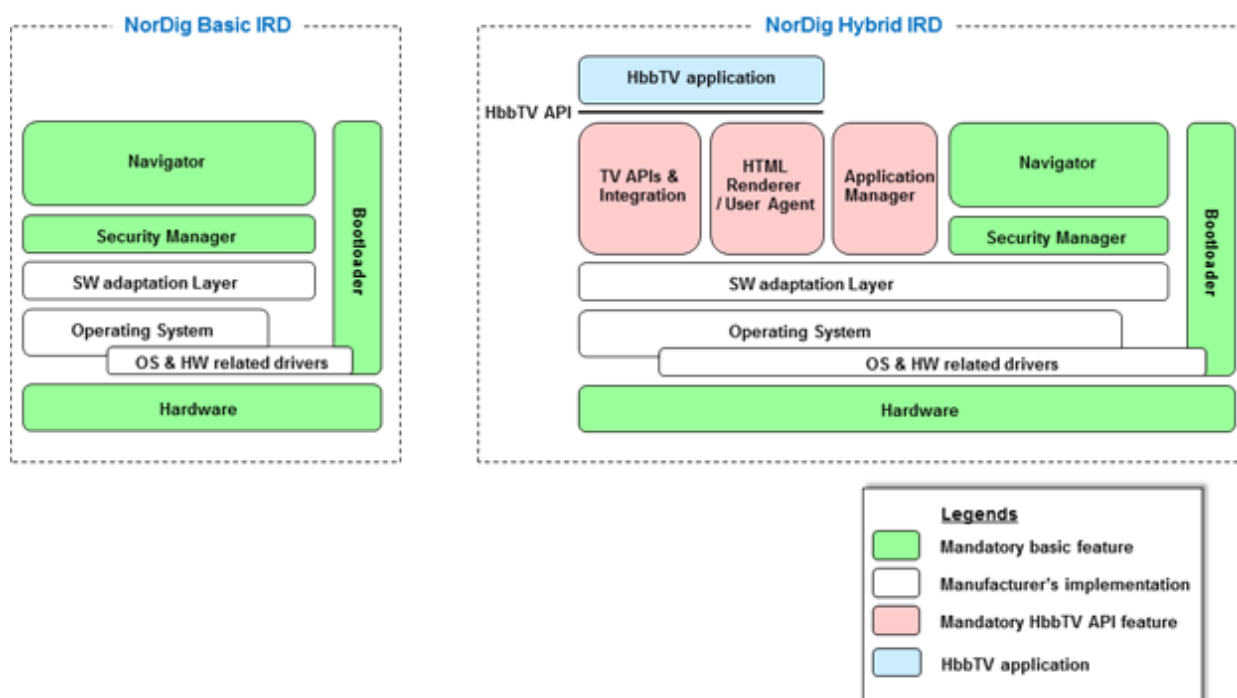 NorDig Basic IRD
Navigator
Security Manager
SW adaptation Layer
Operating System
OS & HW related drivers
Hardware
Bootloader
NorDig Hybrid IRD
HbbTV application
HbbTV API
TV APIs &
Integration
HTML
Renderer
/ User Agent
Application
Manager
Navigator
Security Manager
SW adaptation Layer
Operating System
OS & HW related drivers
Hardware
Bootloader
Legends
Mandatory basic feature
Manufacturer's implementation
Mandatory HbbTV API feature
HbbTV application